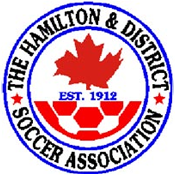 THE HAMILTON & DISTRICT
EST. 1912
SOCCER ASSOCIATION